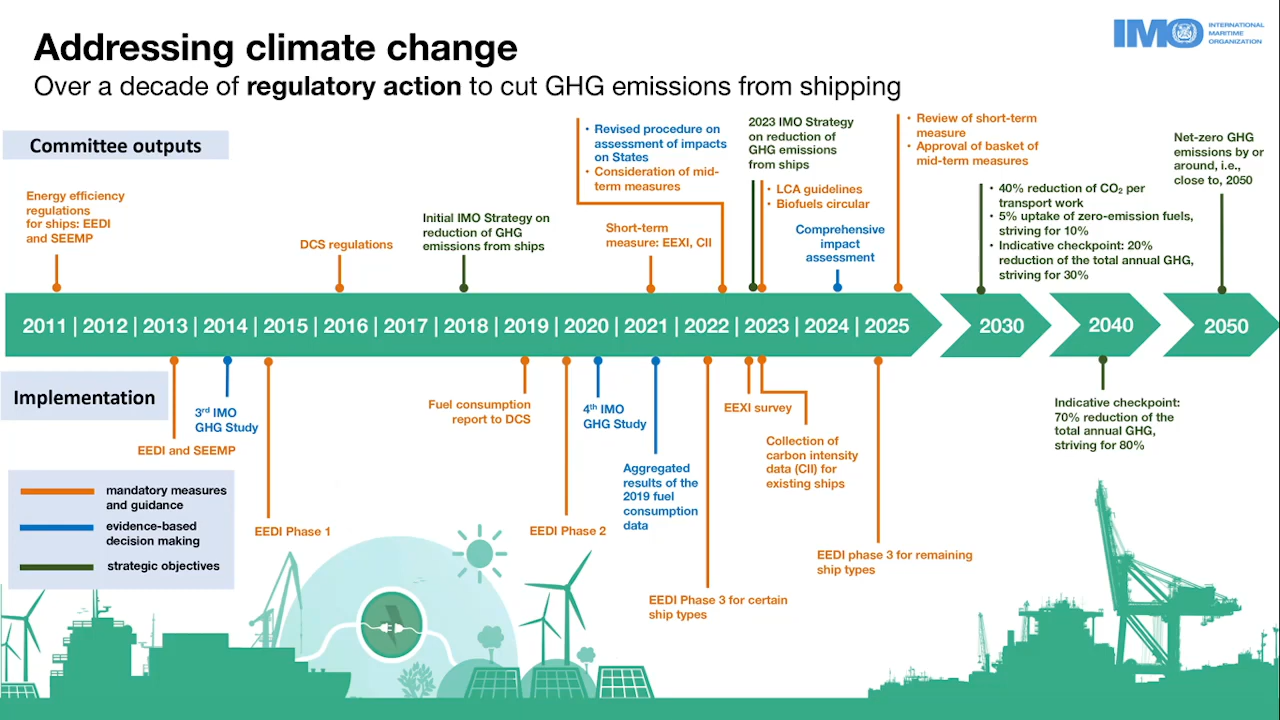 Addressing climate change
Over a decade of regulatory action to cut GHG emissions from shipping
IMO
INTERNATIONAL
MARITIME
ORGANIZATION
Committee outputs
Energy efficiency
regulations
for ships: EEDI
and SEEMP
DCS regulations
Initial IMO Strategy on
reduction of GHG
emissions from ships
• Revised procedure on
assessment of impacts
on States
• Consideration of mid-
term measures
Short-term
measure: EEXI, CII
2023 IMO Strategy
on reduction of
GHG emissions
from ships
• LCA guidelines
• Biofuels circular
Comprehensive
impact
assessment
• Review of short-term
measure
• Approval of basket of
mid-term measures
• 40% reduction of CO₂ per
transport work
• 5% uptake of zero-emission fuels,
striving for 10%
• Indicative checkpoint: 20%
reduction of the total annual GHG,
striving for 30%
Net-zero GHG
emissions by or
around, i.e.,
close to, 2050
2011 | 2012 | 2013 | 2014 | 2015 | 2016 | 2017 | 2018 | 2019 | 2020 | 2021 | 2022 | 2023 | 2024 | 2025
2030
2040
2050
Implementation
EEDI and SEEMP
3rd IMO
GHG Study
EEDI Phase 1
Fuel consumption
report to DCS
EEDI Phase 2
4th IMO
GHG Study
Aggregated
results of the
2019 fuel
consumption
data
EEDI Phase 3 for certain
ship types
EEXI survey
Collection of
carbon intensity
data (CII) for
existing ships
EEDI phase 3 for remaining
ship types
Indicative checkpoint:
70% reduction of the
total annual GHG,
striving for 80%
mandatory measures
and guidance
evidence-based
decision making
strategic objectives